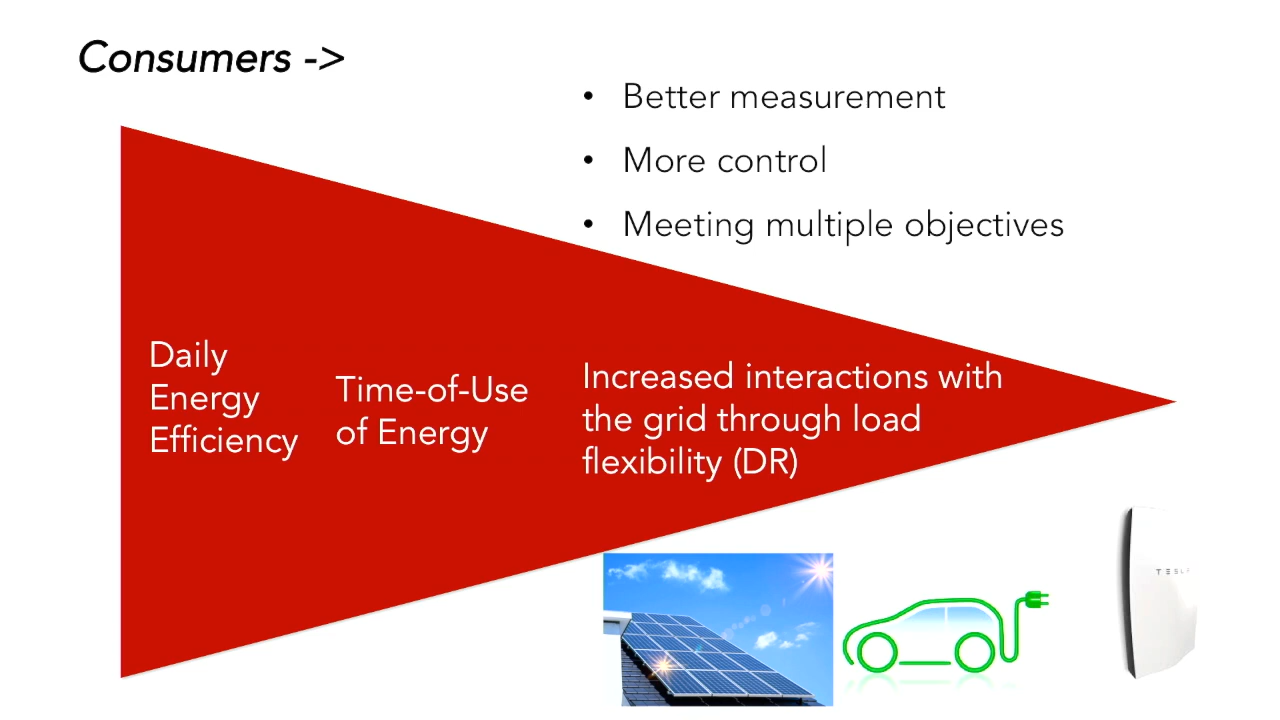 Consumers ->
• Better measurement
• More control
• Meeting multiple objectives
Daily
Energy
Efficiency
Time-of-Use
of Energy
Increased interactions with
the grid through load
flexibility (DR)
TESLA